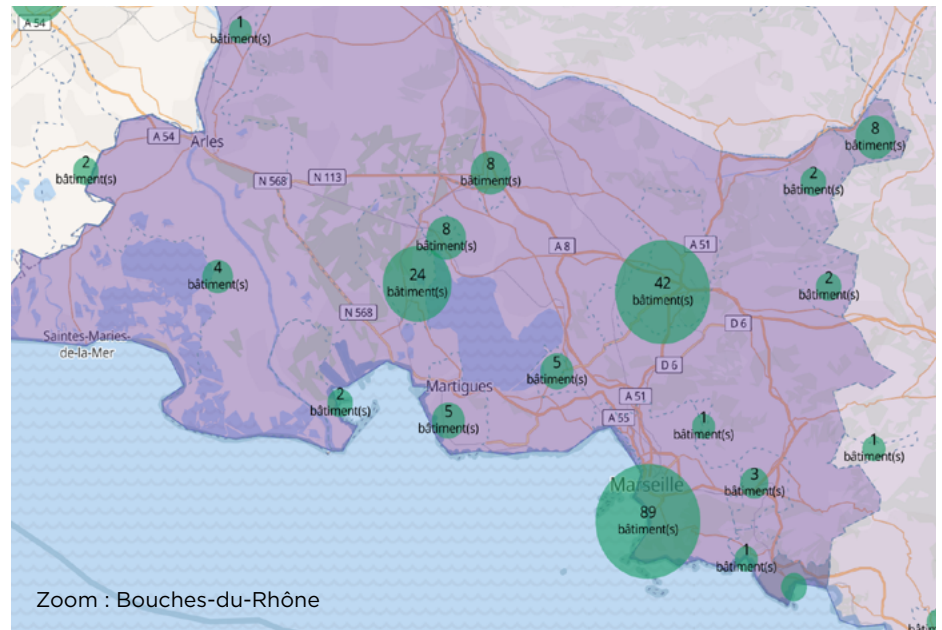 A 54
1
bâtiment(s)
A 54
Arles
8
bâtiment(s)
2
bâtiment(s)
8
bâtiment(s)
2
bâtiment(s)
N 568
N 113
8
bâtiment(s)
A 8
A 51
4
bâtiment(s)
24
bâtiment(s)
42
bâtiment(s)
2
bâtiment(s)
N 568
D 6
Saintes-Maries-
de-la-Mer
D 6
5
bâtiment(s)
Martigues
A 51
2
bâtiment(s)
5
bâtiment(s)
A 55
1
bâtiment(s)
1
bâtiment(s)
3
bâtiment(s)
Marseille
89
bâtiment(s)
1
bâtiment(s)
Zoom : Bouches-du-Rhône